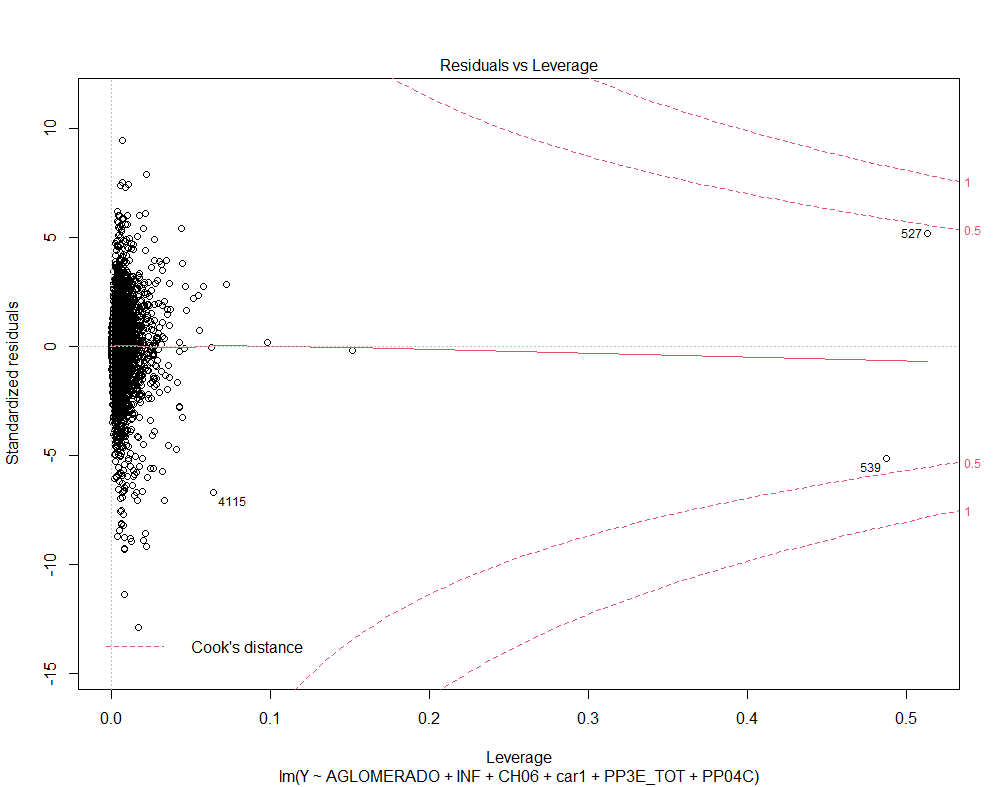 Residuals vs Leverage
Standardized residuals
10
5
0
-5
-10
-15
1
0.5
0.5
1
527
539
4115
Cook's distance
0.0 0.1 0.2 0.3 0.4 0.5
Leverage
lm(Y ~ AGLOMERADO + INF + CH06 + car1 + PP3E_TOT + PP04C)